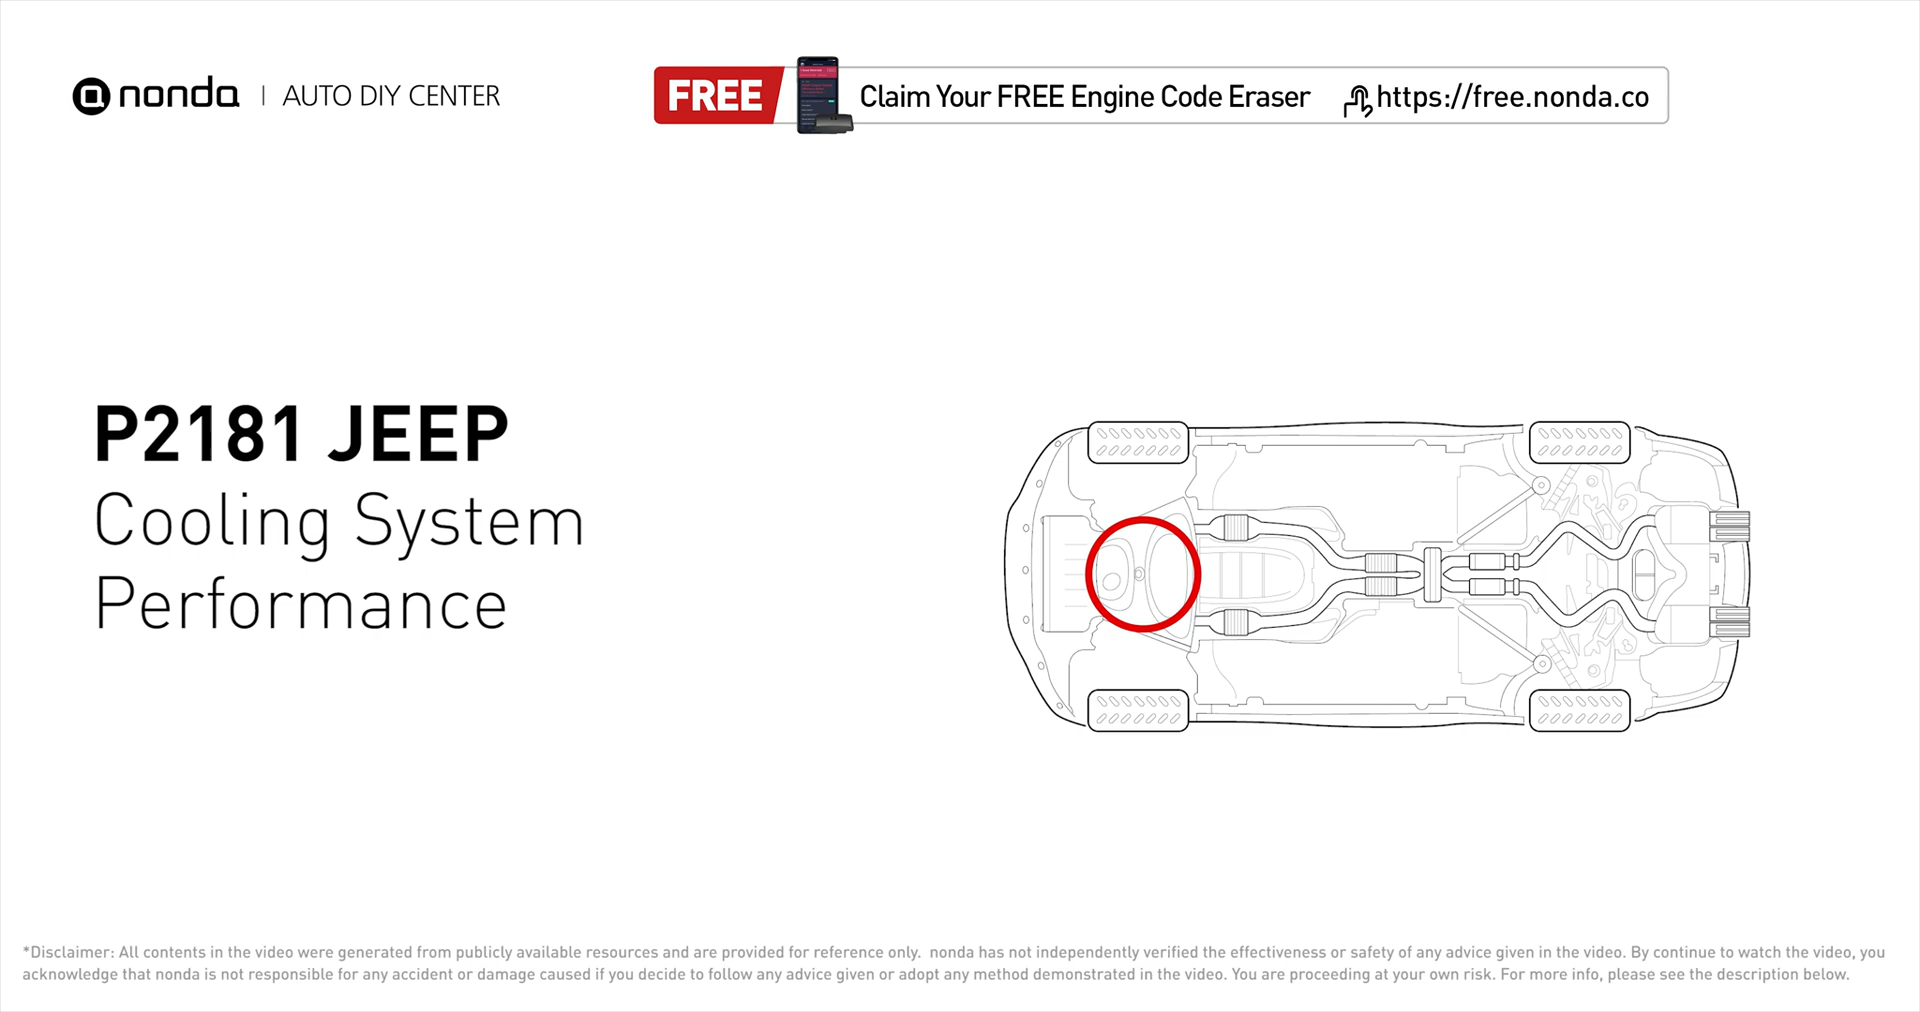 nonda | AUTO DIY CENTER
FREE Claim Your FREE Engine Code Eraser https://free.nonda.co
P2181 JEEP
Cooling System
Performance
*Disclaimer: All contents in the video were generated from publicly available resources and are provided for reference only. nonda has not independently verified the effectiveness or safety of any advice given in the video. By continue to watch the video, you
acknowledge that nonda is not responsible for any accident or damage caused if you decide to follow any advice given or adopt any method demonstrated in the video. You are proceeding at your own risk. For more info, please see the description below.